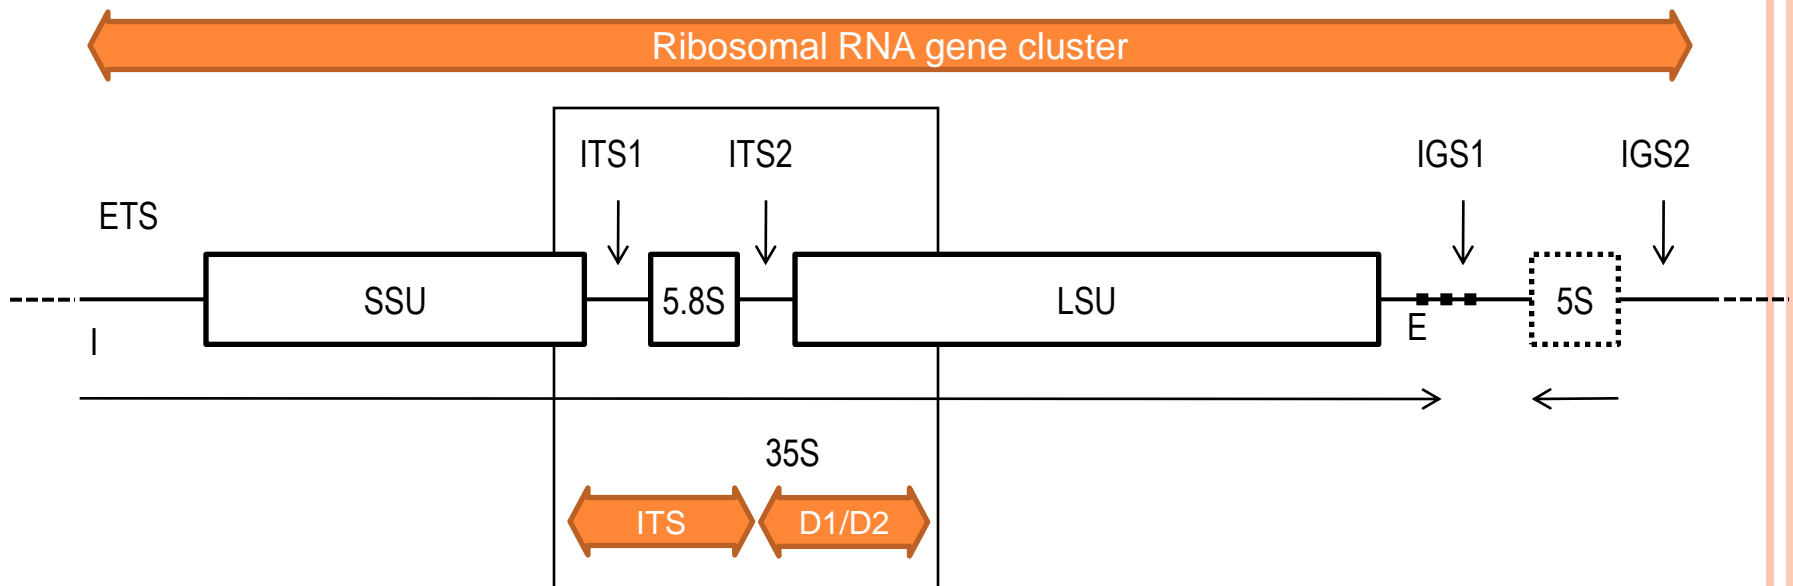 Ribosomal RNA gene cluster
ITS1 ITS2 IGS1 IGS2
ETS
SSU 5.8S LSU 5S
I E
35S
ITS D1/D2